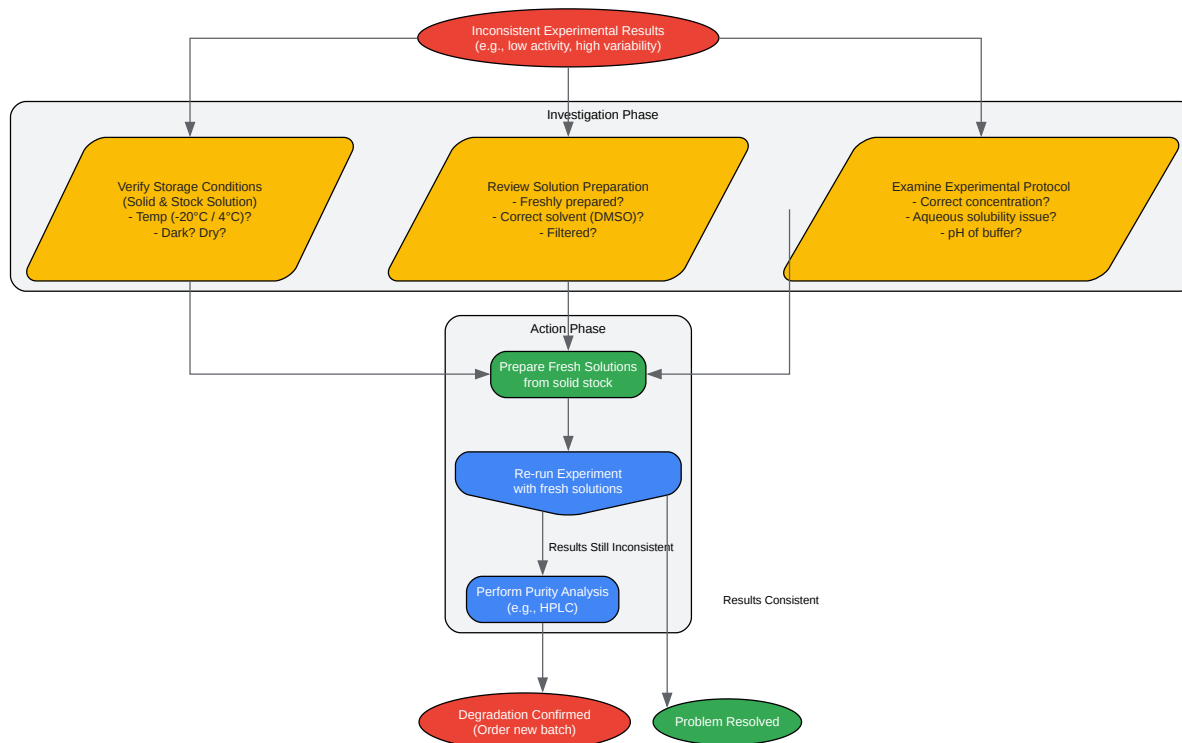 Inconsistent Experimental Results
(e.g., low activity, high variability)
Investigation Phase
Verify Storage Conditions
(Solid & Stock Solution)
- Temp (-20°C / 4°C)?
- Dark? Dry?
Review Solution Preparation
- Freshly prepared?
- Correct solvent (DMSO)?
- Filtered?
Examine Experimental Protocol
- Correct concentration?
- Aqueous solubility issue?
- pH of buffer?
Action Phase
Prepare Fresh Solutions
from solid stock
Re-run Experiment
with fresh solutions
Results Still Inconsistent
Perform Purity Analysis
(e.g., HPLC)
Results Consistent
Degradation Confirmed
(Order new batch)
Problem Resolved